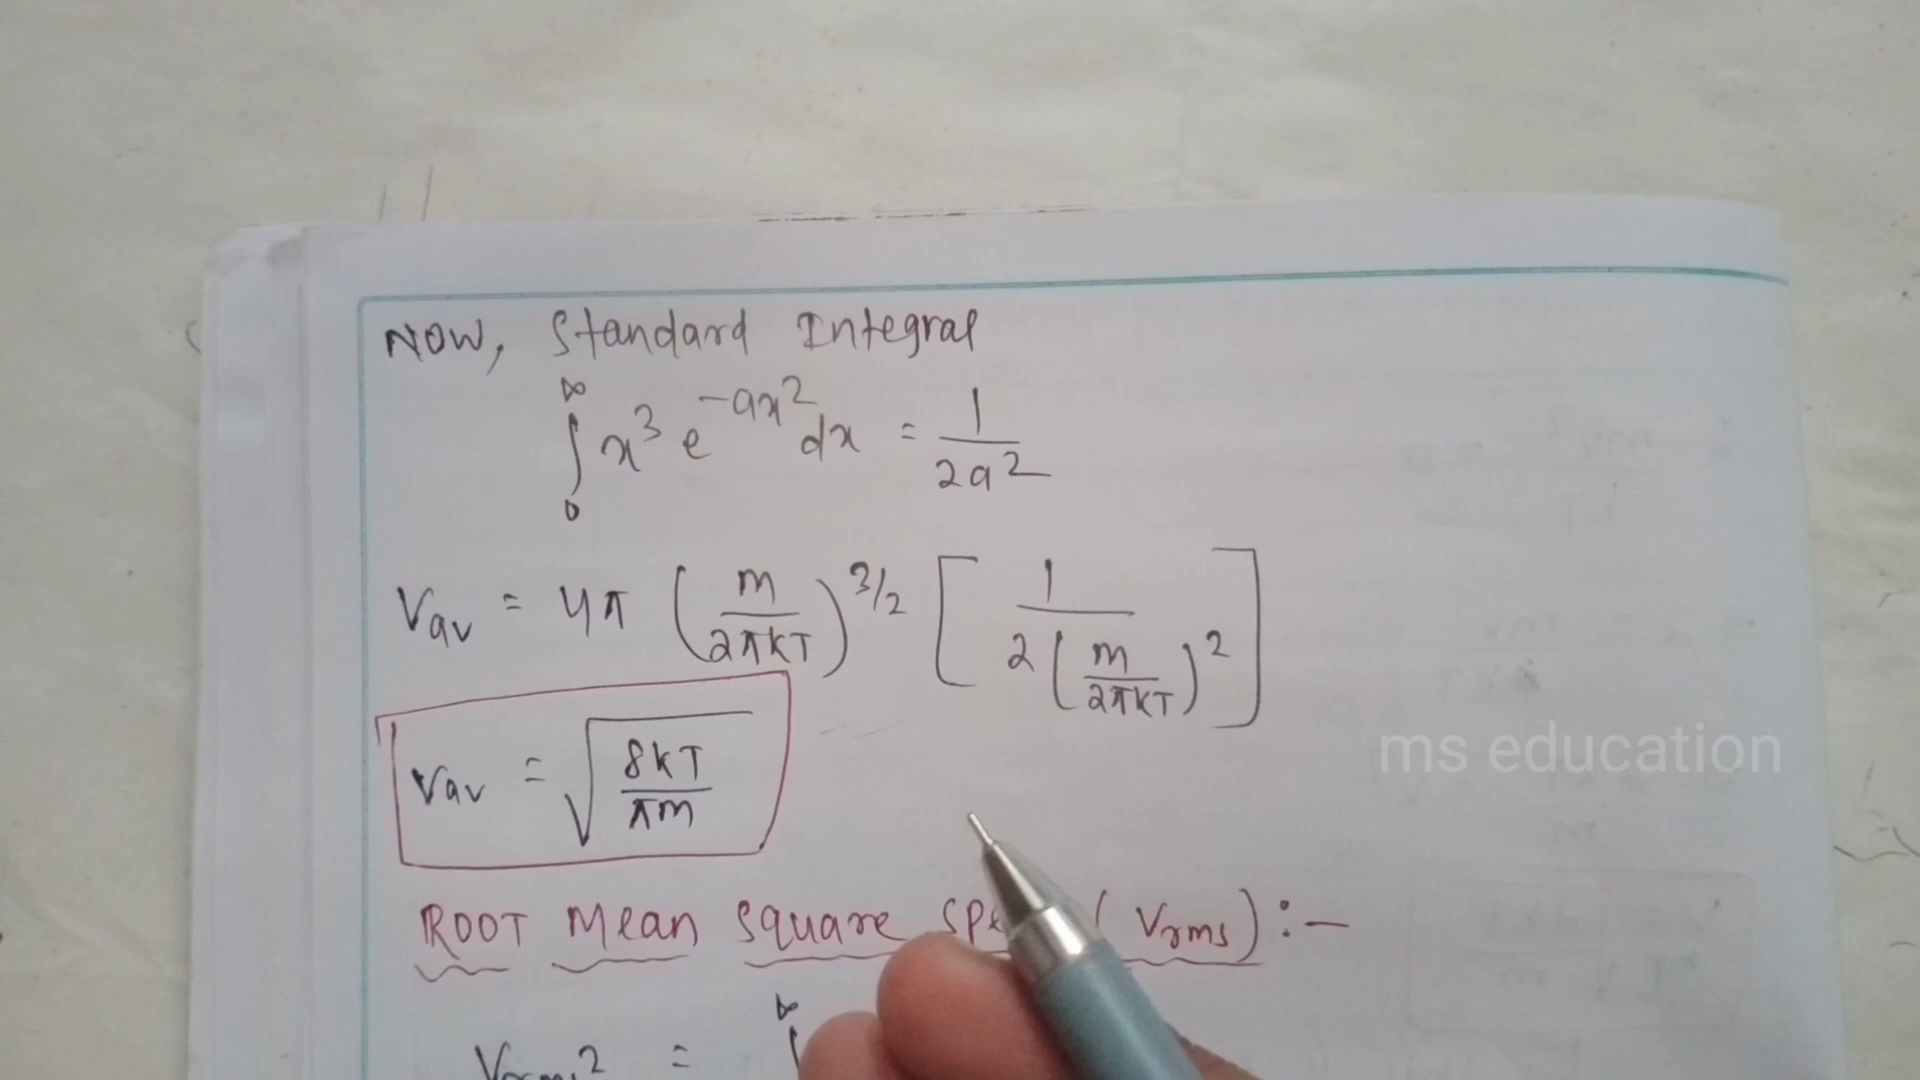 NOW, Standard Integral
∞
∫ x³ e^-ax² dx = 1/2a²
0
Vav = 4π (m/2πKT)^3/2 [1/2(m/2πKT)²]
Vav = √8KT/πm
ms education
ROOT Mean Square ( Vrms) :-
∞